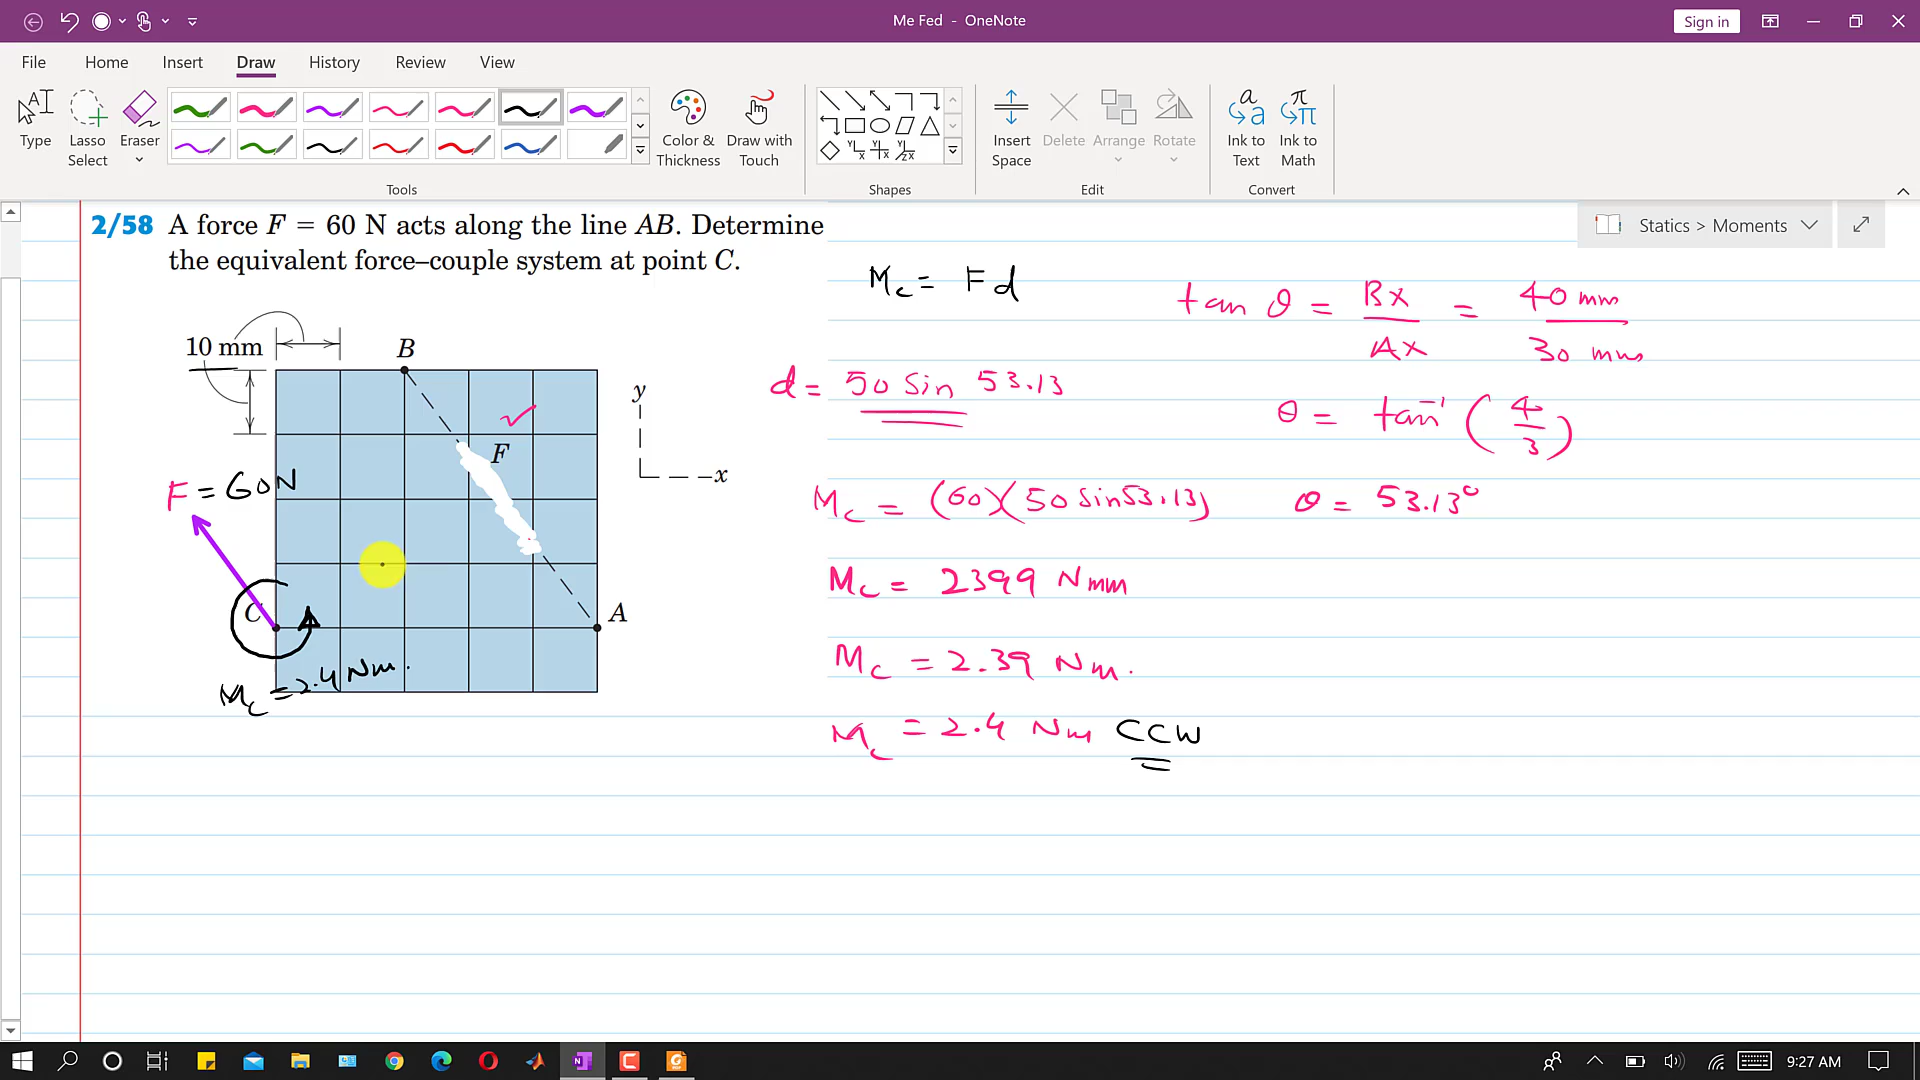 Me Fed - OneNote
Sign in
File Home Insert Draw History Review View
Type
Lasso Select
Eraser
Color & Thickness
Draw with Touch
Insert Space
Delete
Arrange
Rotate
Ink to Text
Ink to Math
Tools
Shapes
Edit
Convert
Statics > Moments
2/58 A force F = 60 N acts along the line AB. Determine
the equivalent force–couple system at point C.
10 mm
B
F
y
x
F = 60N
C
A
Mc = 2.4 Nm.
Mc = Fd
tan θ = BX/AX = 40 mm/30 mm
d = 50 Sin 53.13
θ = tan⁻¹ (4/3)
Mc = (60)(50 Sin 53.13)
θ = 53.13°
Mc = 2399 Nmm
Mc = 2.39 Nm.
Mc = 2.4 Nm CCW
9:27 AM